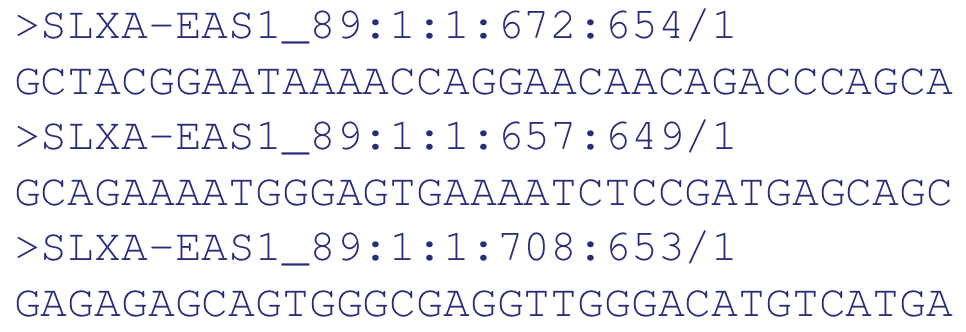 >SLXA-EAS1_89:1:1:672:654/1
GCTACGGAATAAAACCAGGAACAACAGACCCAGCA
>SLXA-EAS1_89:1:1:657:649/1
GCAGAAAATGGGAGTGAAAATCTCCGATGAGCAGC
>SLXA-EAS1_89:1:1:708:653/1
GAGAGAGCAGTGGGCGAGGTTGGGACATGTCATGA